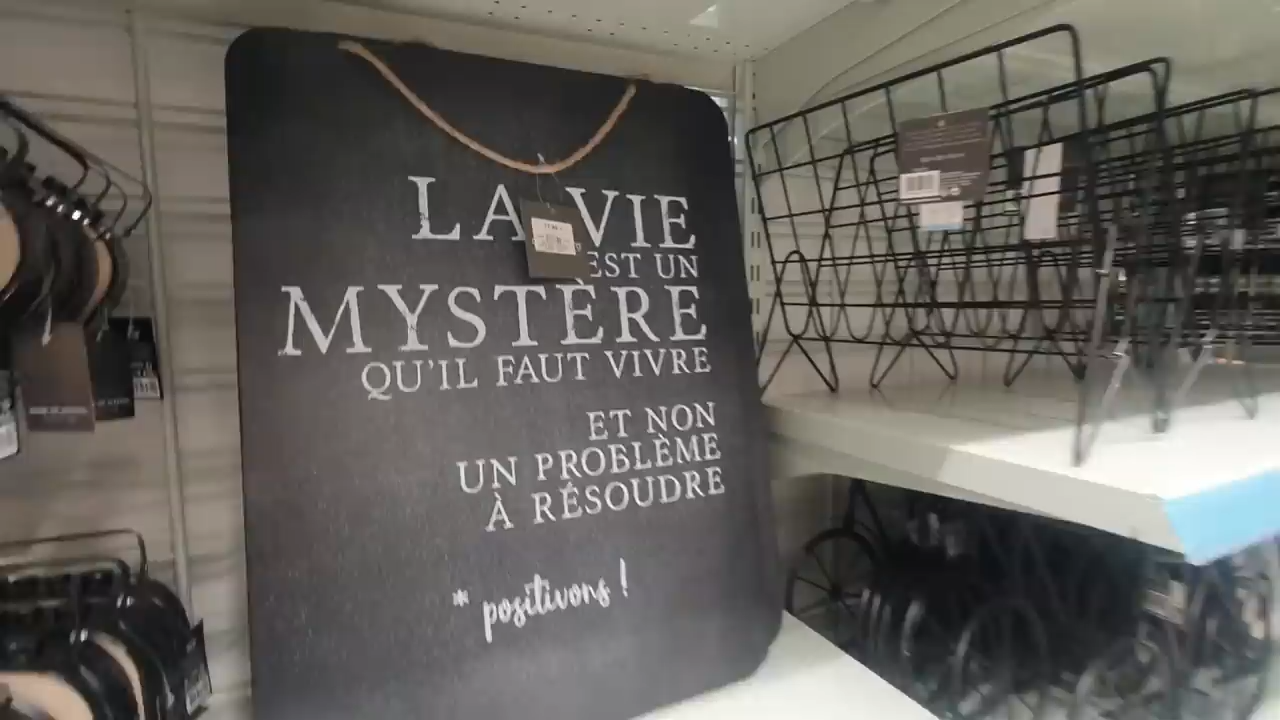 LA VIE
EST UN
MYSTÈRE
QU'IL FAUT VIVRE
ET NON
UN PROBLÈME
À RÉSOUDRE
* positivons !